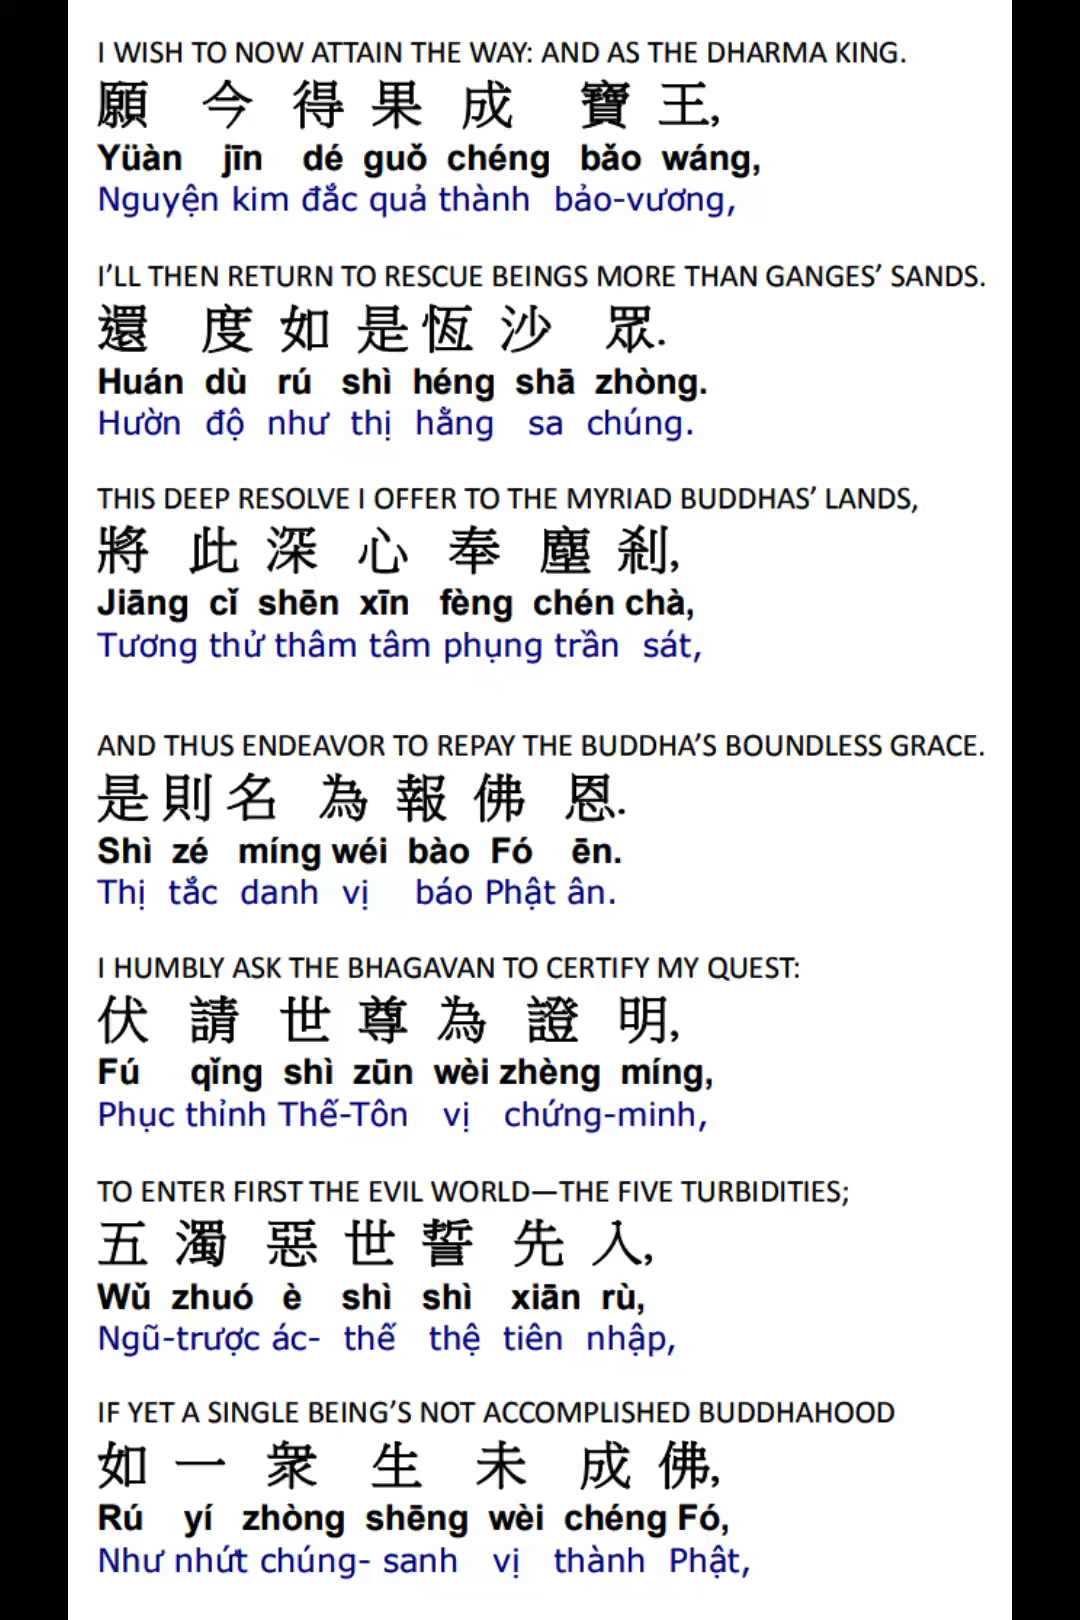 I WISH TO NOW ATTAIN THE WAY: AND AS THE DHARMA KING.
願 今 得 果 成 寶 王,
Yüàn jīn dé guǒ chéng bǎo wáng,
Nguyện kim đắc quả thành bảo-vương,
I’LL THEN RETURN TO RESCUE BEINGS MORE THAN GANGES’ SANDS.
還 度 如 是 恆 沙 眾.
Huán dù rú shì héng shā zhòng.
Hườn độ như thị hằng sa chúng.
THIS DEEP RESOLVE I OFFER TO THE MYRIAD BUDDHAS’ LANDS,
將 此 深 心 奉 塵 剎,
Jiāng cǐ shēn xīn fèng chén chà,
Tương thử thâm tâm phụng trần sát,
AND THUS ENDEAVOR TO REPAY THE BUDDHA’S BOUNDLESS GRACE.
是 則 名 為 報 佛 恩.
Shì zé míng wéi bào Fó ēn.
Thị tắc danh vị báo Phật ân.
I HUMBLY ASK THE BHAGAVAN TO CERTIFY MY QUEST:
伏 請 世 尊 為 證 明,
Fú qǐng shì zūn wèi zhèng míng,
Phục thỉnh Thế-Tôn vị chứng-minh,
TO ENTER FIRST THE EVIL WORLD—THE FIVE TURBIDITIES;
五 濁 惡 世 誓 先 入,
Wǔ zhuó è shì shì xiān rù,
Ngũ-trược ác- thế thệ tiên nhập,
IF YET A SINGLE BEING’S NOT ACCOMPLISHED BUDDHAHOOD
如 一 衆 生 未 成 佛,
Rú yí zhòng shēng wèi chéng Fó,
Như nhứt chúng- sanh vị thành Phật,